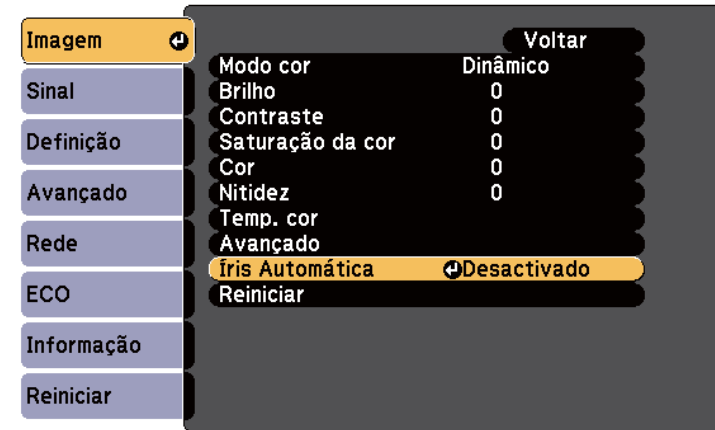 Imagem
Sinal
Definição
Avançado
Rede
ECO
Informação
Reiniciar
Voltar
Modo cor Dinâmico
Brilho 0
Contraste 0
Saturação da cor 0
Cor 0
Nitidez 0
Temp. cor
Avançado
Íris Automática Desactivado
Reiniciar